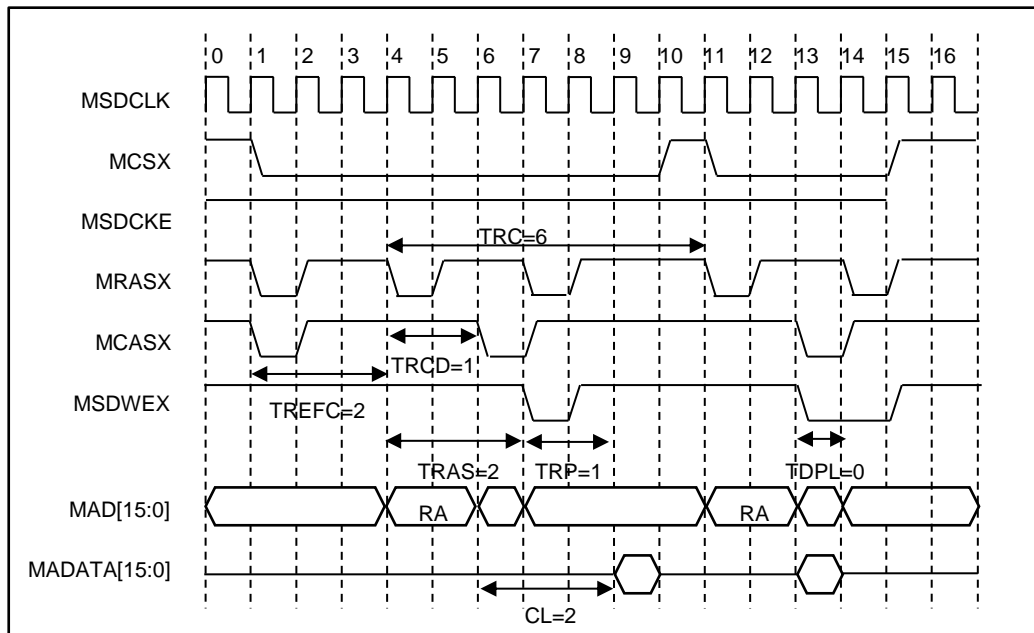 0 1 2 3 4 5 6 7 8 9 10 11 12 13 14 15 16
MSDCLK
MCSX
MSDCKE
TRC=6
MRASX
MCASX
TRCD=1
MSDWEX
TREFC=2
TRAS=2 TRP=1 TDPL=0
MAD[15:0] RA RA
MADATA[15:0]
CL=2